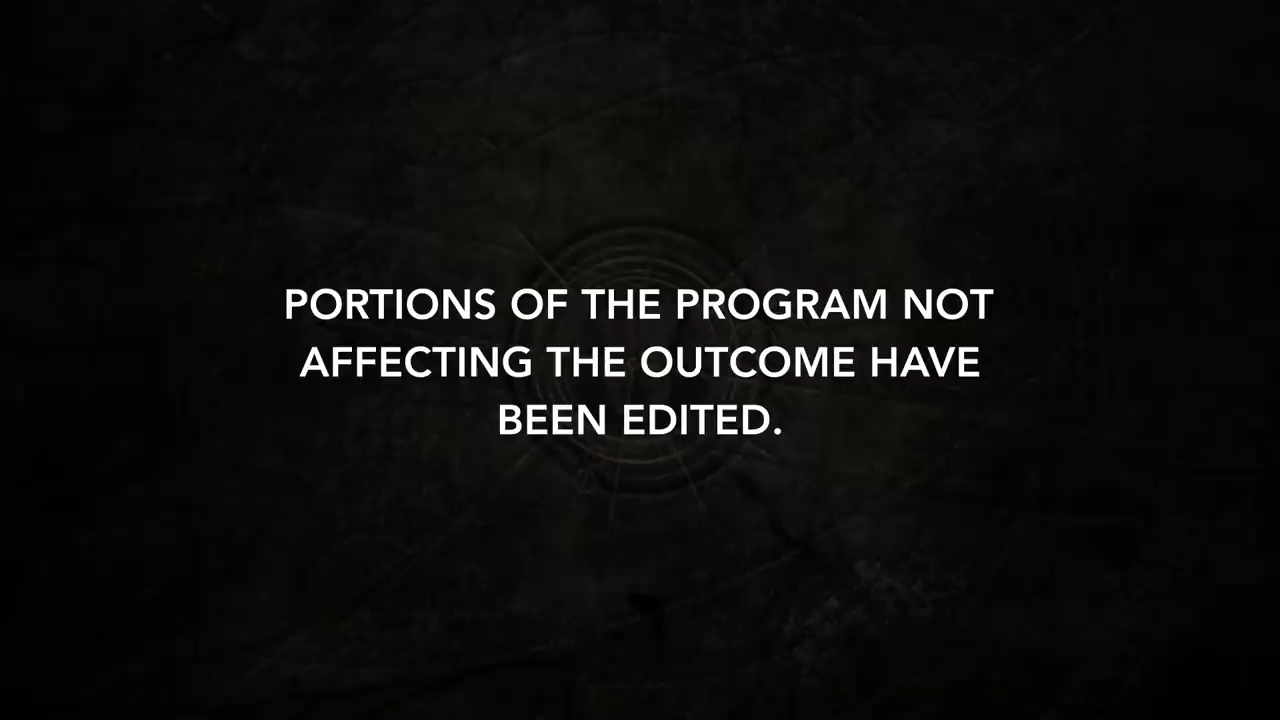 PORTIONS OF THE PROGRAM NOT
AFFECTING THE OUTCOME HAVE
BEEN EDITED.